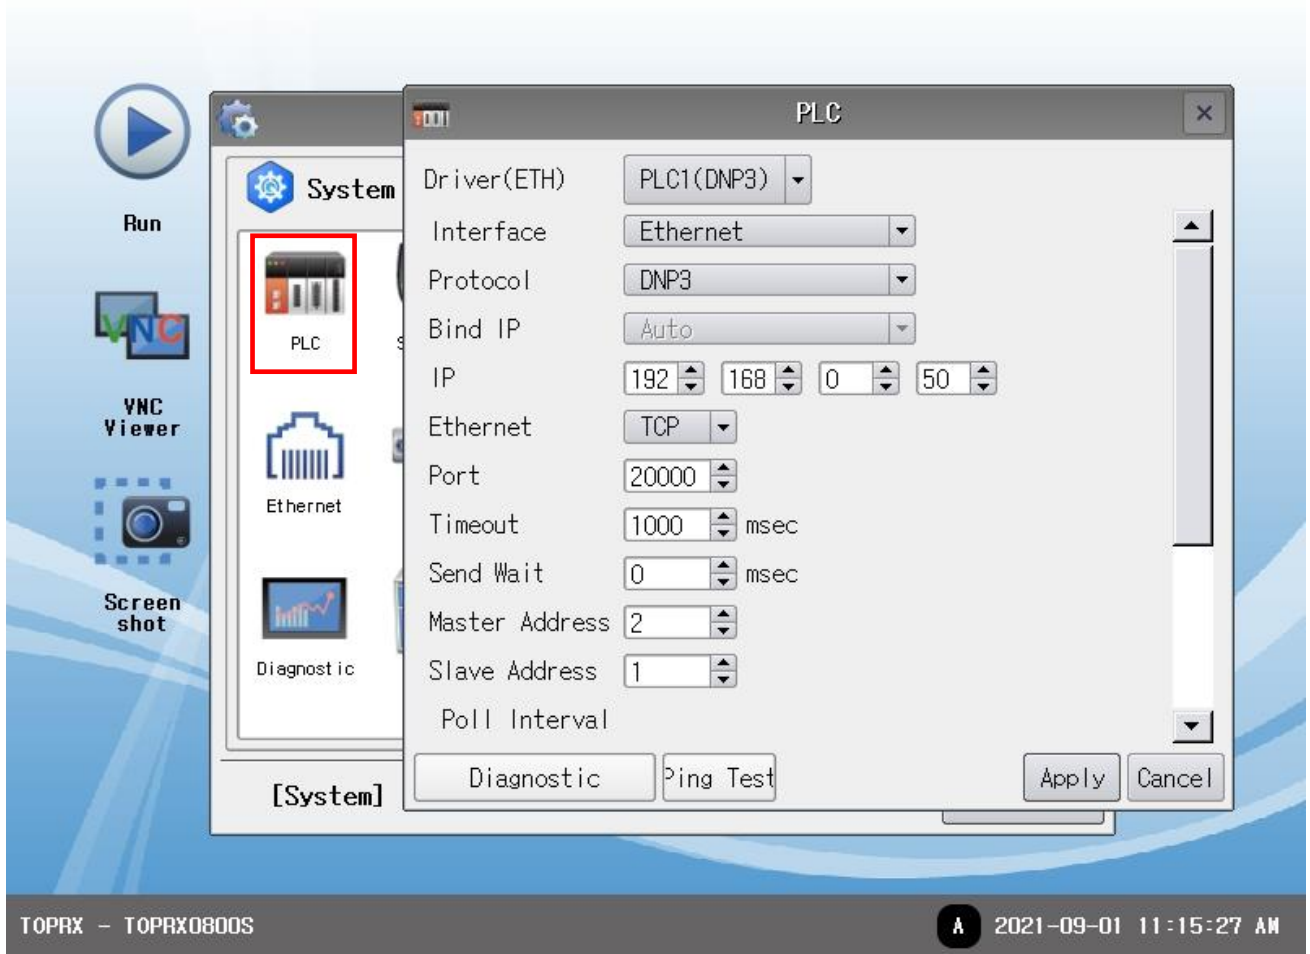 PLC
Driver(ETH) PLC1(DNP3)
Run
System
Interface Ethernet
Protocol DNP3
Bind IP Auto
PLC
S
VNC
IP 192 168 0 50
VNC
Viewer
Ethernet TCP
Port 20000
Ethernet
Timeout 1000 msec
Send Wait 0 msec
Screen
shot
Master Address 2
Diagnostic
Slave Address 1
Poll Interval
[System]
Diagnostic Ping Test Apply Cancel
TOPRX - TOPRX0800S A 2021-09-01 11:15:27 AM